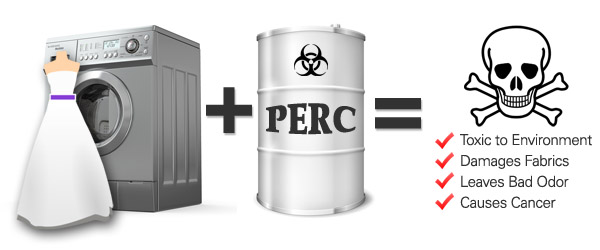 PERC
Toxic to Environment
Damages Fabrics
Leaves Bad Odor
Causes Cancer